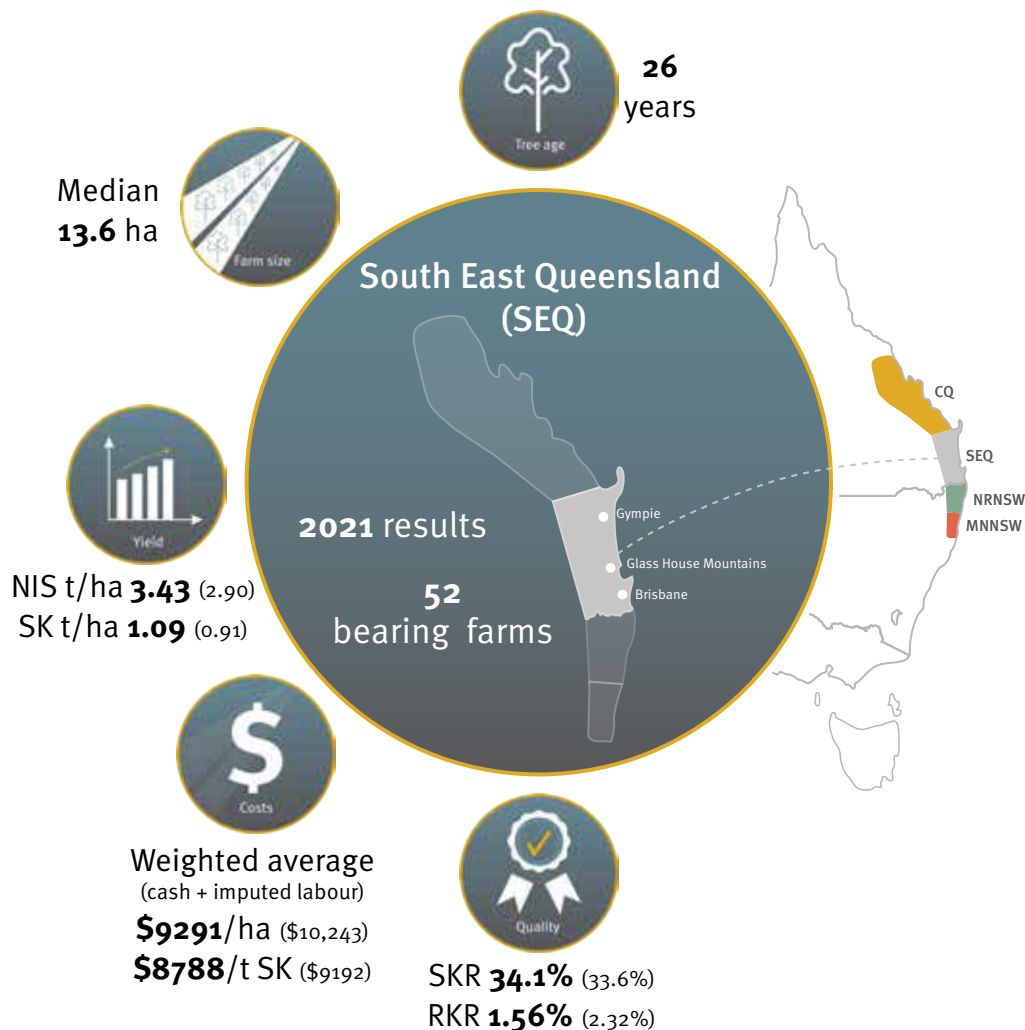 Tree age
26
years
Median
13.6 ha
Farm size
South East Queensland
(SEQ)
CQ
SEQ
NRNSW
MNNSW
Gympie
2021 results
Glass House Mountains
Brisbane
52
bearing farms
Yield
NIS t/ha 3.43 (2.90)
SK t/ha 1.09 (0.91)
$
Costs
Weighted average
(cash + imputed labour)
$9291/ha ($10,243)
$8788/t SK ($9192)
Quality
SKR 34.1% (33.6%)
RKR 1.56% (2.32%)